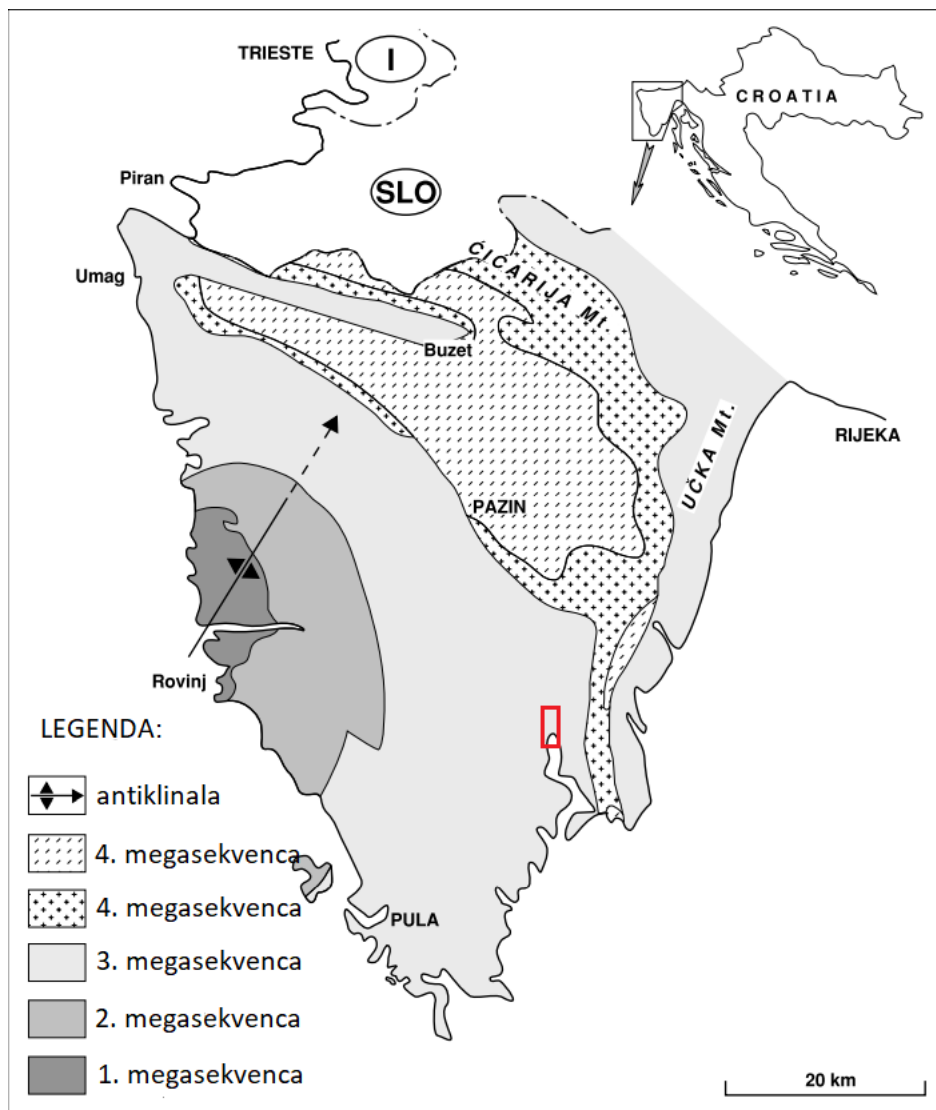 TRIESTE
I
CROATIA
Piran
SLO
ĆIĆARIJA Mt.
Umag
Buzet
UČKA Mt.
RIJEKA
PAZIN
Rovinj
LEGENDA:
antiklinala
4. megasekvenca
4. megasekvenca
PULA
3. megasekvenca
2. megasekvenca
1. megasekvenca
20 km